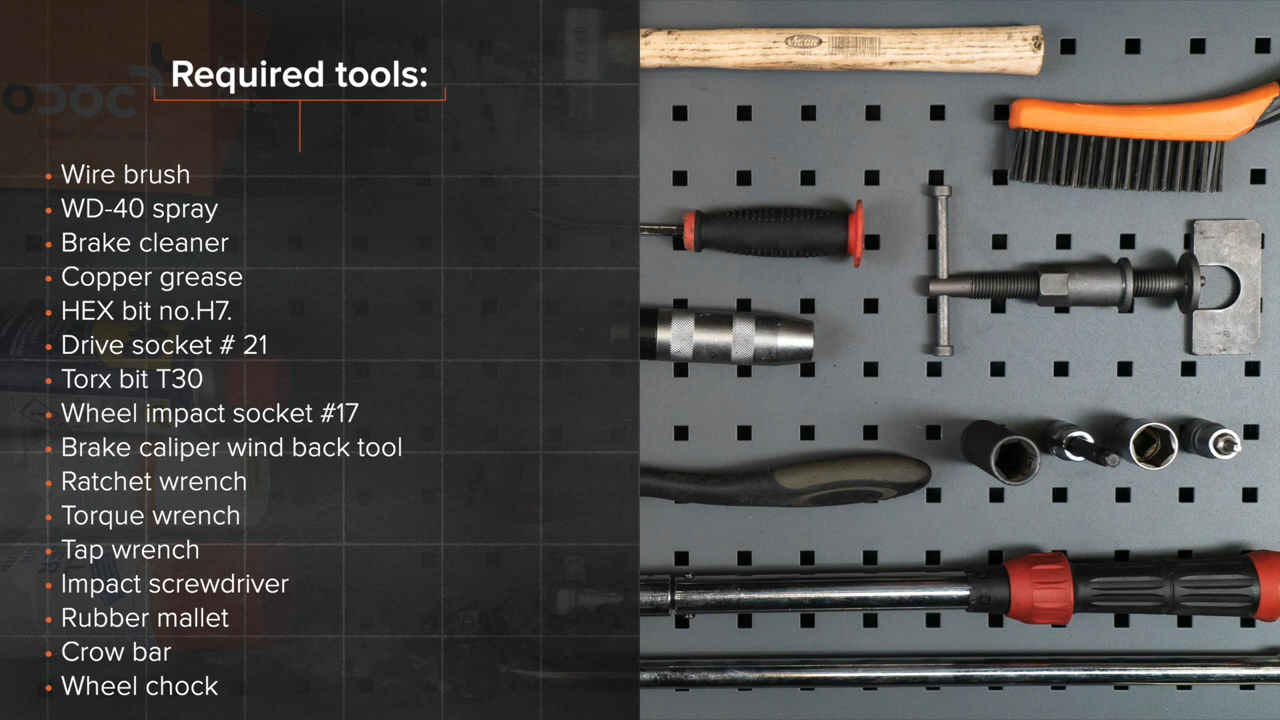 Required tools:
• Wire brush
• WD-40 spray
• Brake cleaner
• Copper grease
• HEX bit no.H7.
• Drive socket # 21
• Torx bit T30
• Wheel impact socket #17
• Brake caliper wind back tool
• Ratchet wrench
• Torque wrench
• Tap wrench
• Impact screwdriver
• Rubber mallet
• Crow bar
• Wheel chock